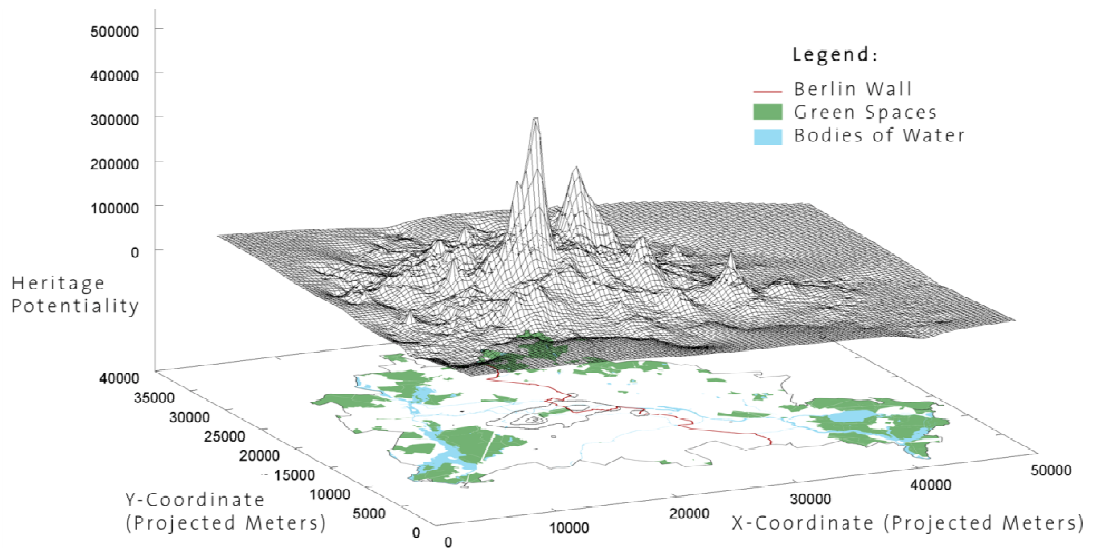 500000
400000
300000
200000
100000
0
Heritage
Potentiality
Legend:
Berlin Wall
Green Spaces
Bodies of Water
40000
35000
30000
25000
20000
15000
10000
5000
0
Y-Coordinate
(Projected Meters)
0
10000
20000
30000
40000
50000
X-Coordinate (Projected Meters)